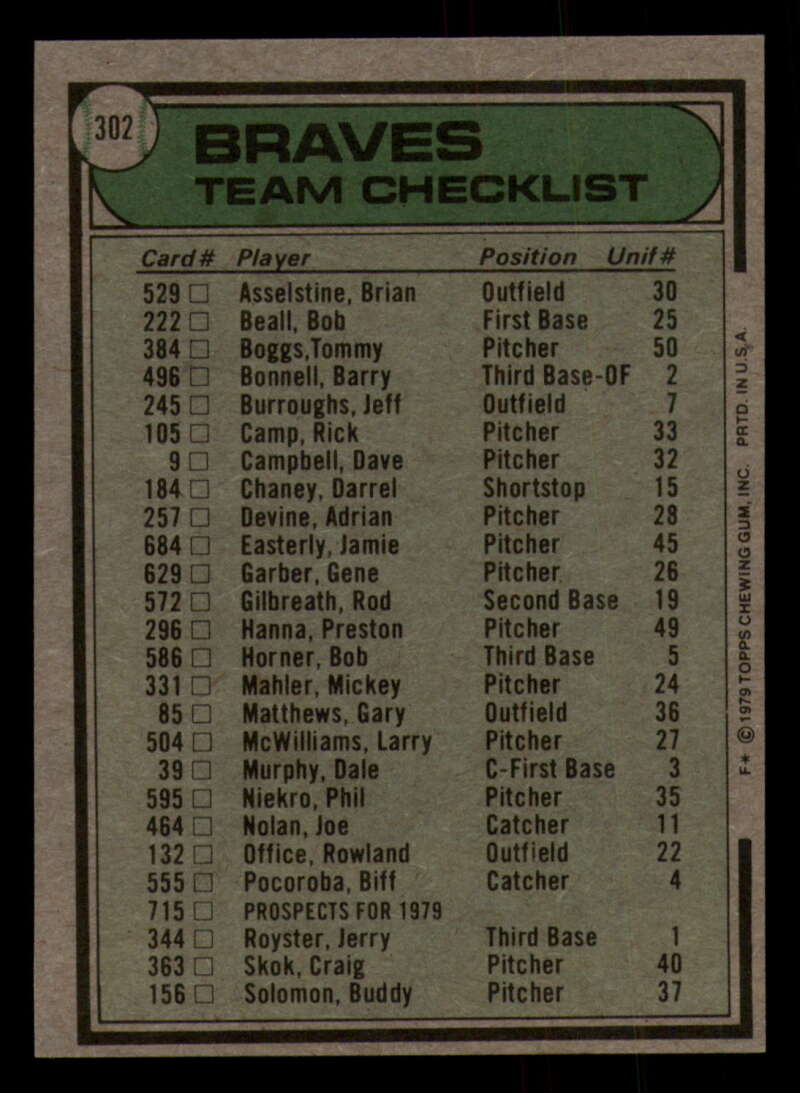 302
BRAVES
TEAM CHECKLIST
Card# Player Position Unif#
529 Asselstine, Brian Outfield 30
222 Beall, Bob First Base 25
384 Boggs,Tommy Pitcher 50
496 Bonnell, Barry Third Base-OF 2
245 Burroughs, Jeff Outfield 7
105 Camp, Rick Pitcher 33
9 Campbell, Dave Pitcher 32
184 Chaney, Darrel Shortstop 15
257 Devine, Adrian Pitcher 28
684 Easterly, Jamie Pitcher 45
629 Garber, Gene Pitcher 26
572 Gilbreath, Rod Second Base 19
296 Hanna, Preston Pitcher 49
586 Horner, Bob Third Base 5
331 Mahler, Mickey Pitcher 24
85 Matthews, Gary Outfield 36
504 McWilliams, Larry Pitcher 27
39 Murphy, Dale C-First Base 3
595 Niekro, Phil Pitcher 35
464 Nolan, Joe Catcher 11
132 Office, Rowland Outfield 22
555 Pocoroba, Biff Catcher 4
715 PROSPECTS FOR 1979
344 Royster, Jerry Third Base 1
363 Skok, Craig Pitcher 40
156 Solomon, Buddy Pitcher 37
F* © 1979 TOPPS CHEWING GUM, INC. PRTD. IN U.S.A.